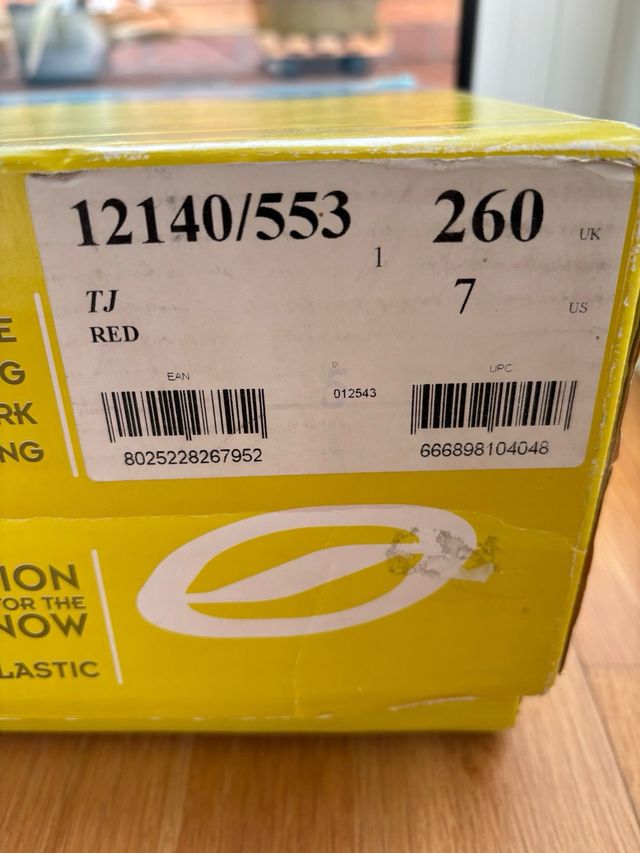 12140/553
260 UK
1
TJ
7 US
RED
EAN
UPC
012543
8025228267952
666898104048
E
G
RK
NG
ION
FOR THE
NOW
LASTIC